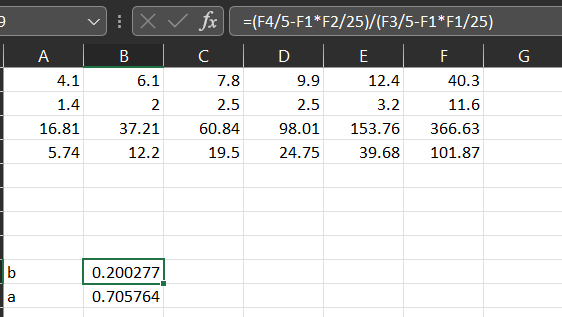 9 fx =(F4/5-F1*F2/25)/(F3/5-F1*F1/25)
A B C D E F G
4.1 6.1 7.8 9.9 12.4 40.3
1.4 2 2.5 2.5 3.2 11.6
16.81 37.21 60.84 98.01 153.76 366.63
5.74 12.2 19.5 24.75 39.68 101.87
b 0.200277
a 0.705764